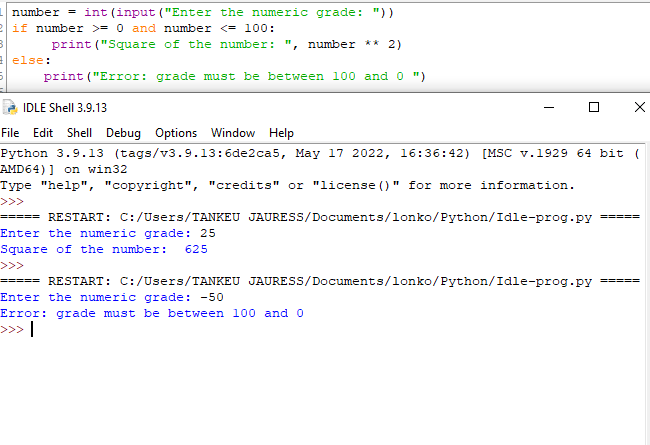 1 number = int(input("Enter the numeric grade: "))
2 if number >= 0 and number <= 100:
3      print("Square of the number: ", number ** 2)
4 else:
5     print("Error: grade must be between 100 and 0 ")
IDLE Shell 3.9.13
File Edit Shell Debug Options Window Help
Python 3.9.13 (tags/v3.9.13:6de2ca5, May 17 2022, 16:36:42) [MSC v.1929 64 bit (
AMD64)] on win32
Type "help", "copyright", "credits" or "license()" for more information.
>>>
===== RESTART: C:/Users/TANKEU JAURESS/Documents/lonko/Python/Idle-prog.py =====
Enter the numeric grade: 25
Square of the number:  625
>>>
===== RESTART: C:/Users/TANKEU JAURESS/Documents/lonko/Python/Idle-prog.py =====
Enter the numeric grade: -50
Error: grade must be between 100 and 0
>>>